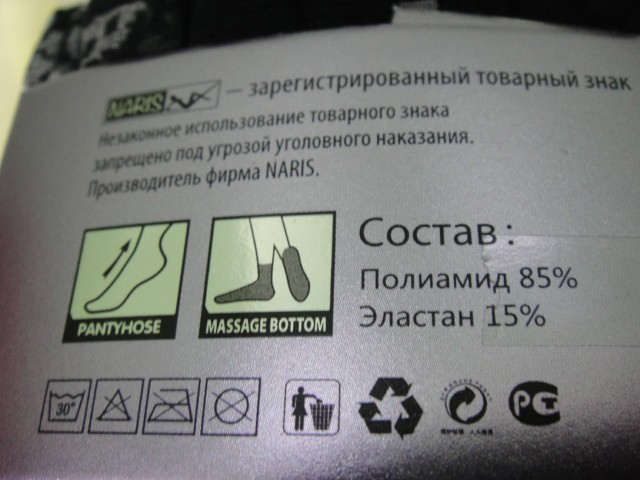 NARIS — зарегистрированный товарный знак
Незаконное использование товарного знака
запрещено под угрозой уголовного наказания.
Производитель фирма NARIS.
PANTYHOSE
MASSAGE BOTTOM
Состав:
Полиамид 85%
Эластан 15%
30°
РСТ